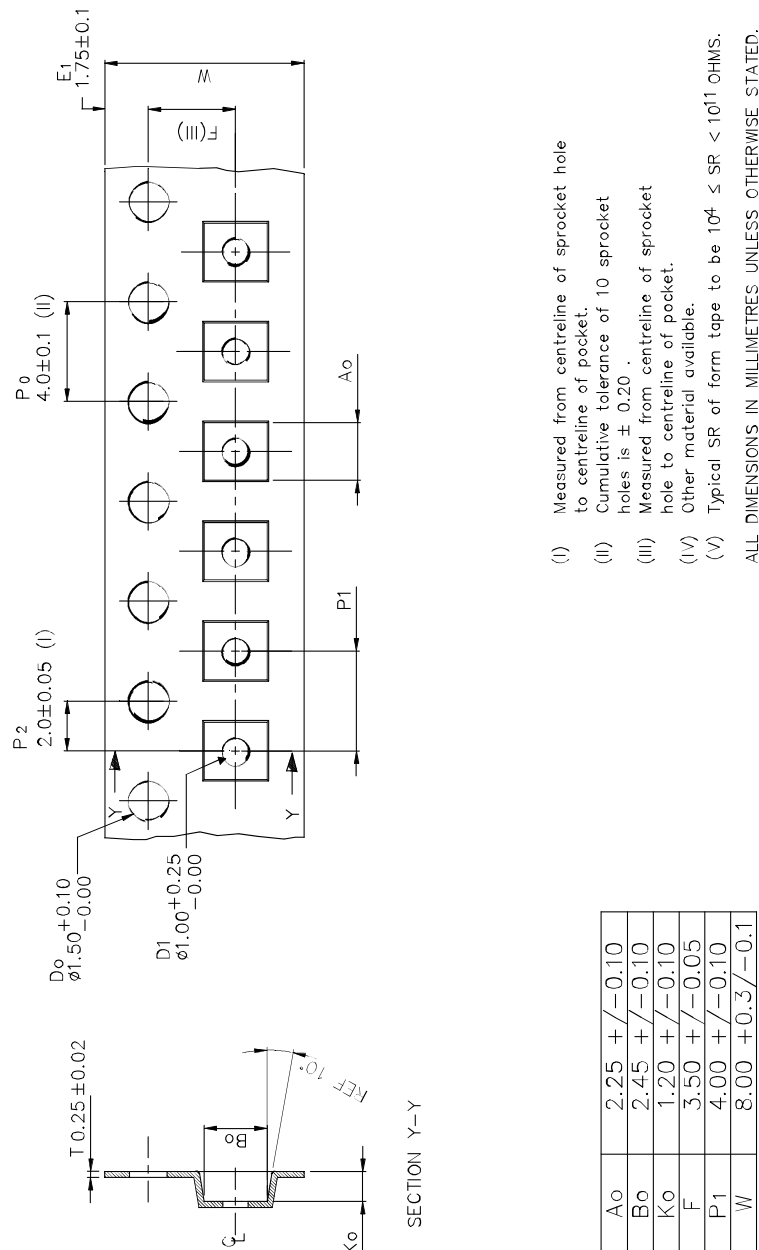 E1
1.75±0.1
W
F(III)
P0
4.0±0.1 (II)
Ao
P2
2.0±0.05 (I)
P1
Y
Y
Do
ø1.50 +0.10
-0.00
D1
ø1.00 +0.25
-0.00
T 0.25 ±0.02
REF 10°
Bo
Ko
CL
SECTION Y-Y
(I) Measured from centreline of sprocket hole
to centreline of pocket.
(II) Cumulative tolerance of 10 sprocket
holes is ± 0.20 .
(III) Measured from centreline of sprocket
hole to centreline of pocket.
(IV) Other material available.
(V) Typical SR of form tape to be 10⁴ ≤ SR < 10¹¹ OHMS.
ALL DIMENSIONS IN MILLIMETRES UNLESS OTHERWISE STATED.
Ao 2.25 +/-0.10
Bo 2.45 +/-0.10
Ko 1.20 +/-0.10
F 3.50 +/-0.05
P1 4.00 +/-0.10
W 8.00 +0.3/-0.1